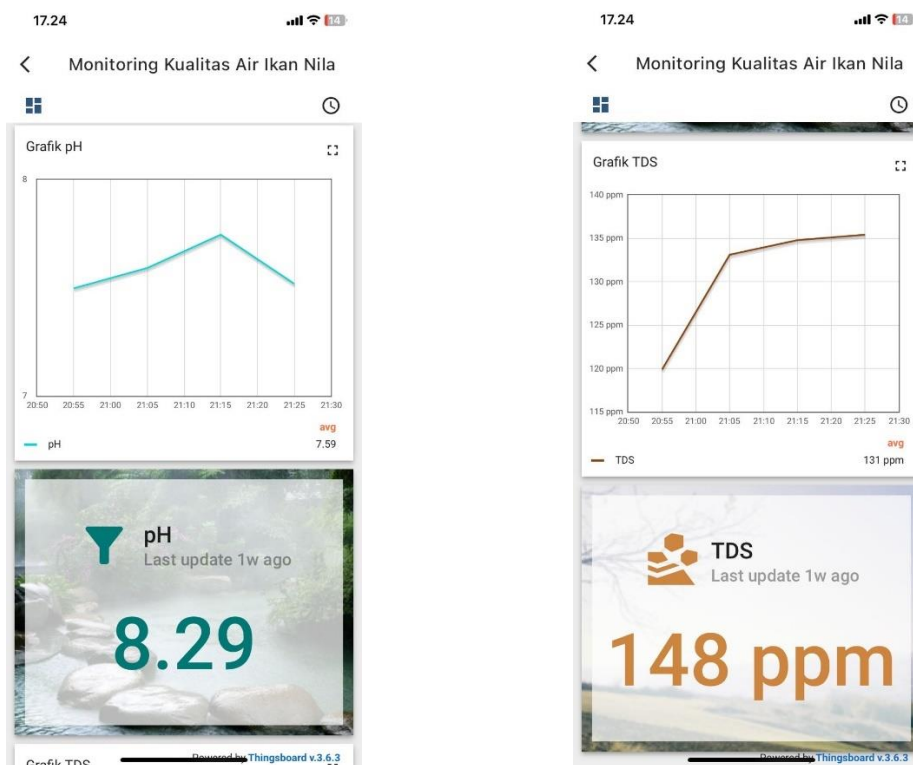 17.24
14
Monitoring Kualitas Air Ikan Nila
Grafik pH
8
7
20:50 20:55 21:00 21:05 21:10 21:15 21:20 21:25 21:30
avg
pH 7.59
pH
Last update 1w ago
8.29
Grafik TDS
Powered by Thingsboard v.3.6.3
17.24
14
Monitoring Kualitas Air Ikan Nila
Grafik TDS
140 ppm
135 ppm
130 ppm
125 ppm
120 ppm
115 ppm
20:50 20:55 21:00 21:05 21:10 21:15 21:20 21:25 21:30
avg
TDS 131 ppm
TDS
Last update 1w ago
148 ppm
Powered by Thingsboard v.3.6.3